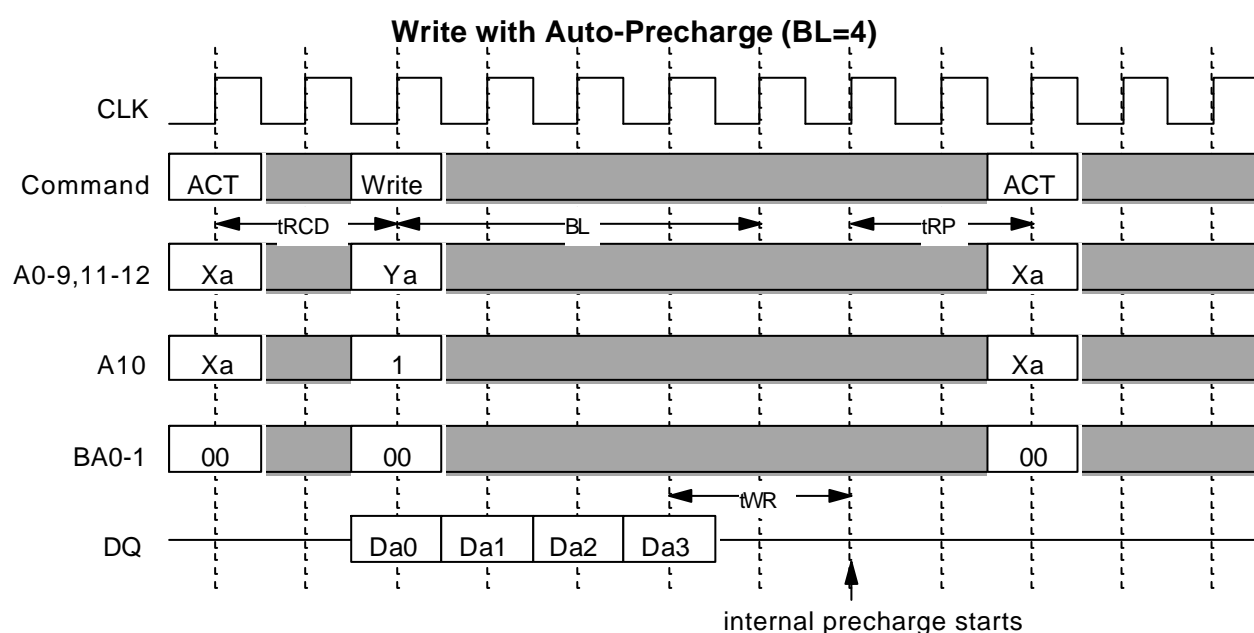 Write with Auto-Precharge (BL=4)
CLK
Command ACT Write ACT
tRCD BL tRP
A0-9,11-12 Xa Ya Xa
A10 Xa 1 Xa
BA0-1 00 00 00
tWR
DQ Da0 Da1 Da2 Da3
internal precharge starts